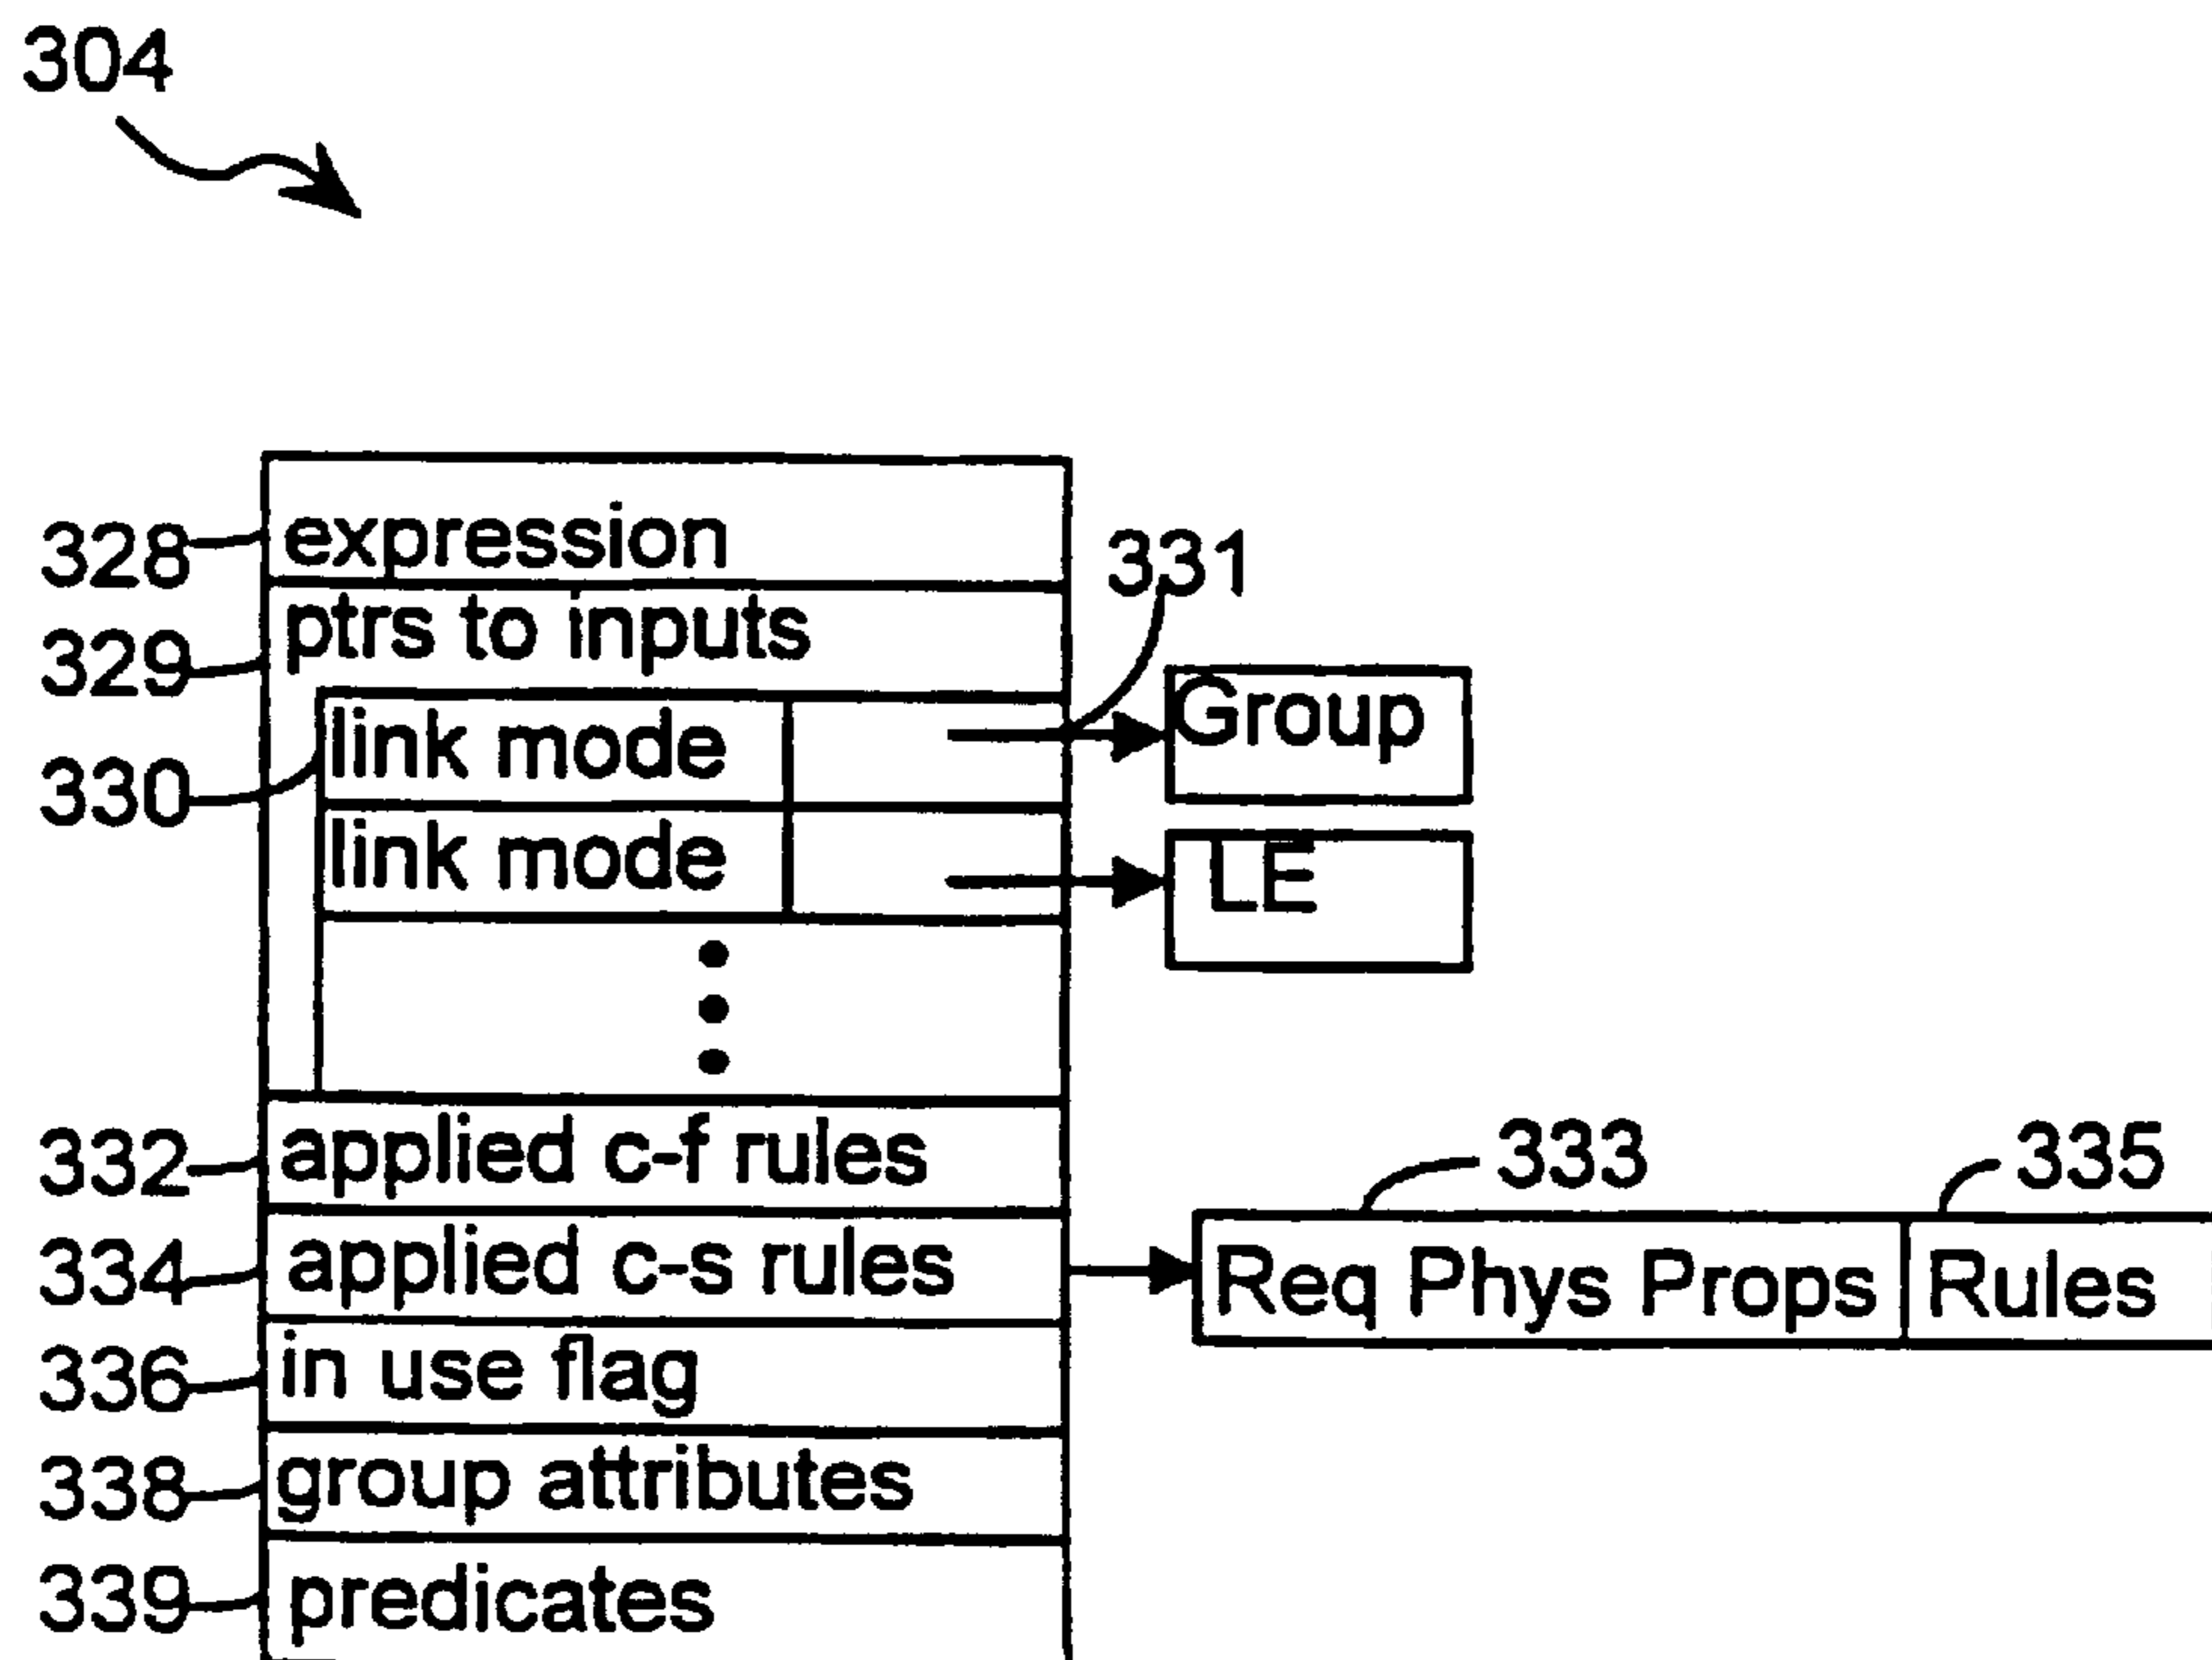 304
328 expression
331
329 ptrs to inputs
330 link mode
Group
link mode
LE
332 applied c-f rules
333
335
334 applied c-s rules
Req Phys Props
Rules
336 in use flag
338 group attributes
339 predicates